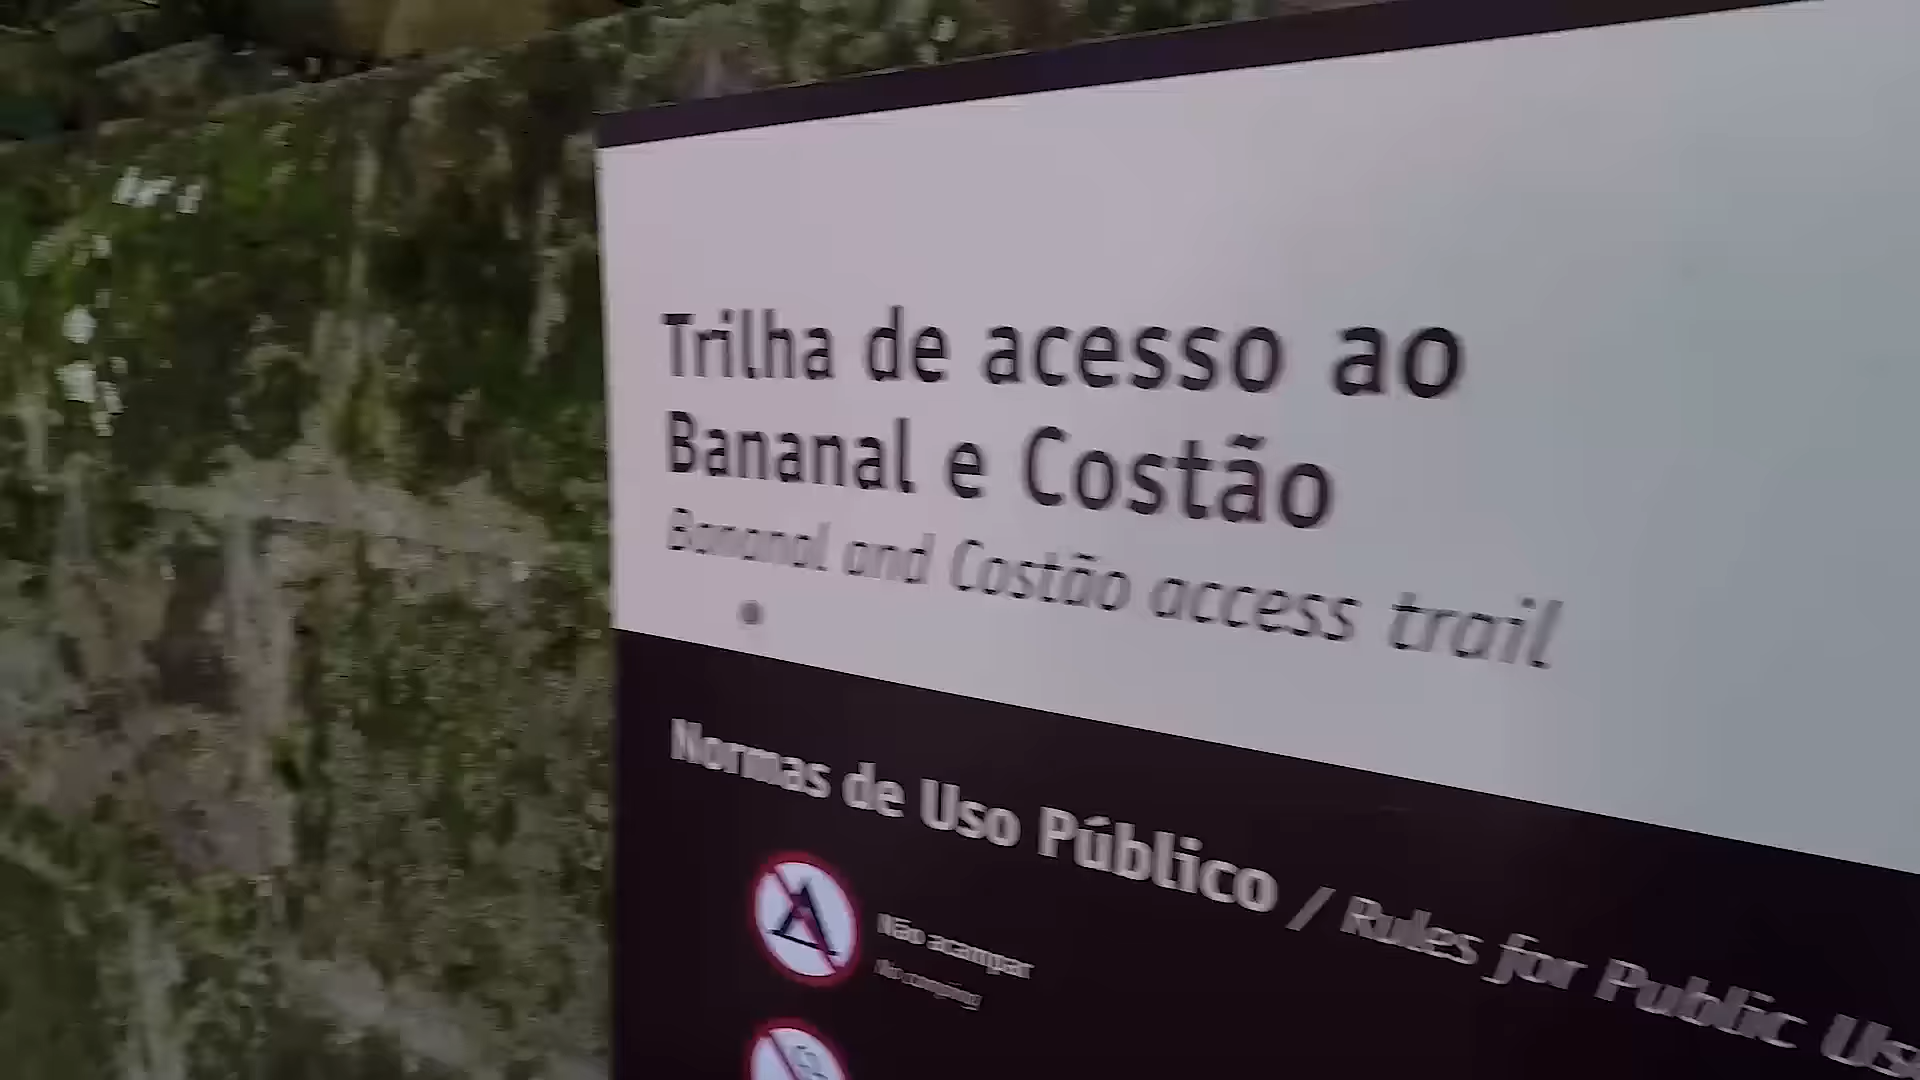 Trilha de acesso ao
Bananal e Costão
Bananal and Costão access trail
Normas de Uso Público / Rules for Public Use
Não acampar
No camping